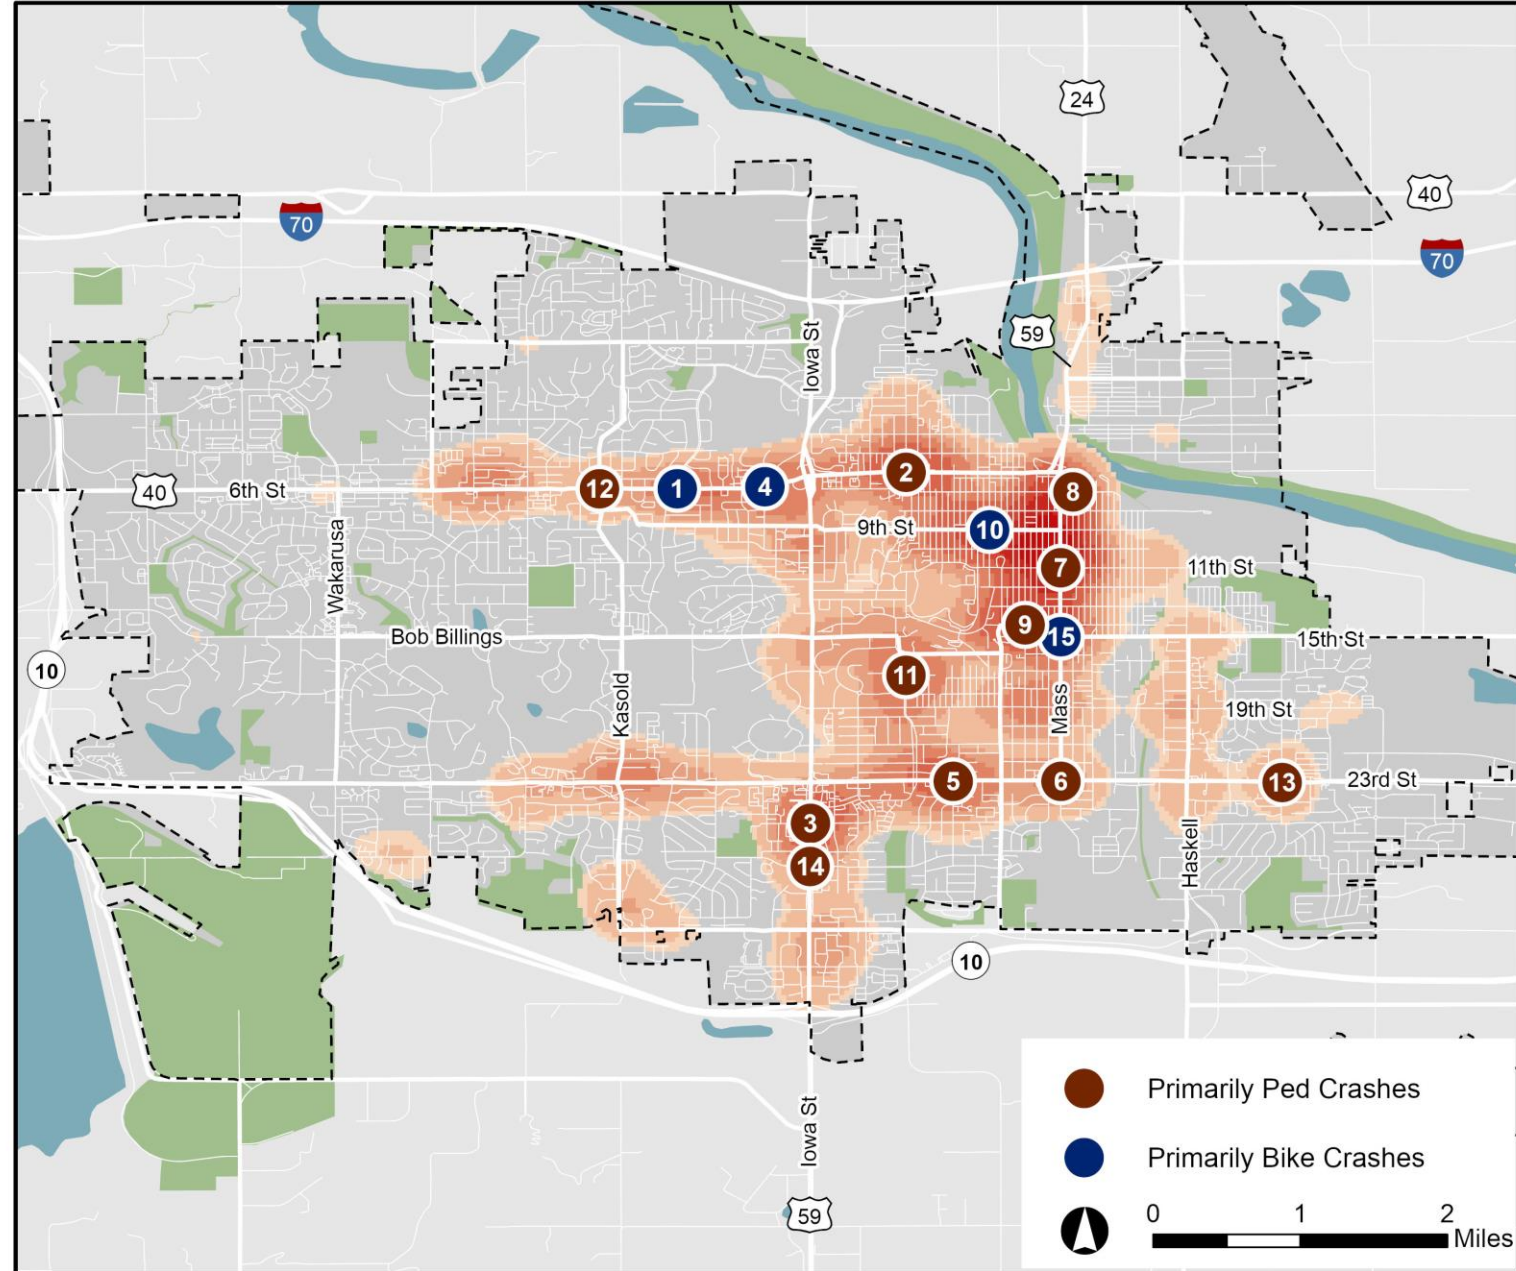 24
40
70
70
59
Iowa St
40
6th St
12
1
4
2
8
9th St
10
7
11th St
Wakarusa
Bob Billings
9
15
15th St
10
11
Kasold
Mass
19th St
5
6
13
23rd St
3
14
Haskell
10
Iowa St
59
Primarily Ped Crashes
Primarily Bike Crashes
0 1 2
Miles